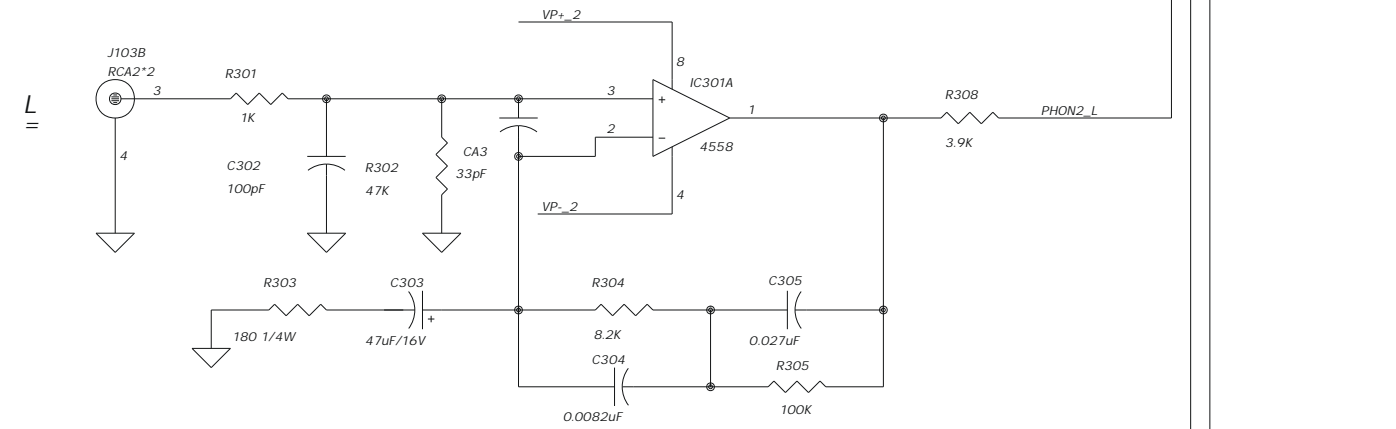 VP+_2
J103B
RCA2*2
8
R301
IC301A
3
3
+
R308
L
=
1K
1
PHON2_L
2
−
3.9K
4558
4
C302
R302
CA3
100pF
47K
33pF
4
VP-_2
R303
C303
R304
C305
+
180 1/4W
47uF/16V
8.2K
0.027uF
C304
R305
0.0082uF
100K